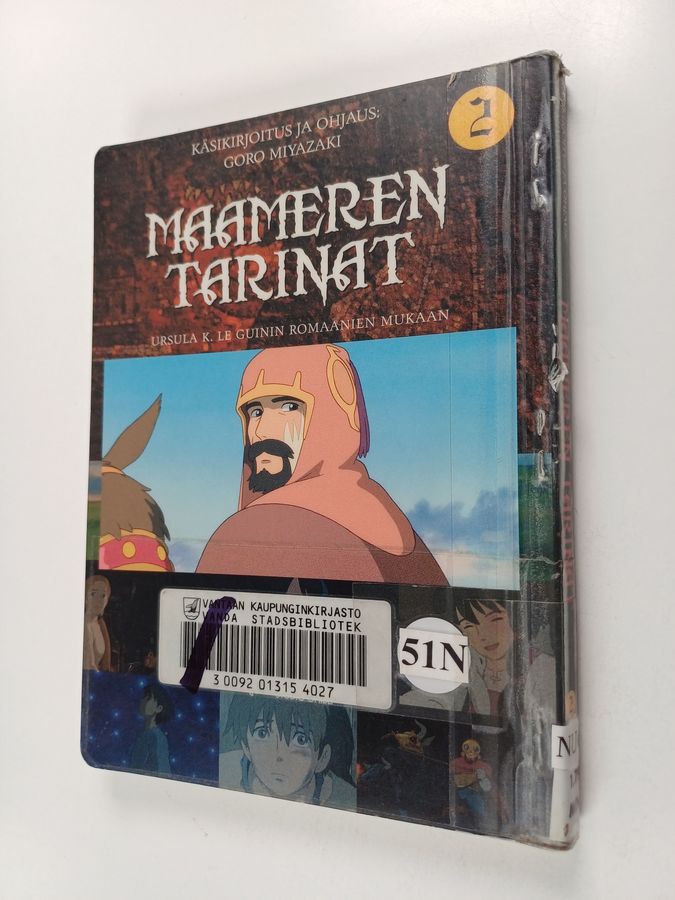 KÄSIKIRJOITUS JA OHJAUS:
GORO MIYAZAKI
2
MAAMEREN
TARINAT
URSULA K. LE GUININ ROMAANIEN MUKAAN
VANTAAN KAUPUNGINKIRJASTO
VANDA STADSBIBLIOTEK
3 0092 01315 4027
51N